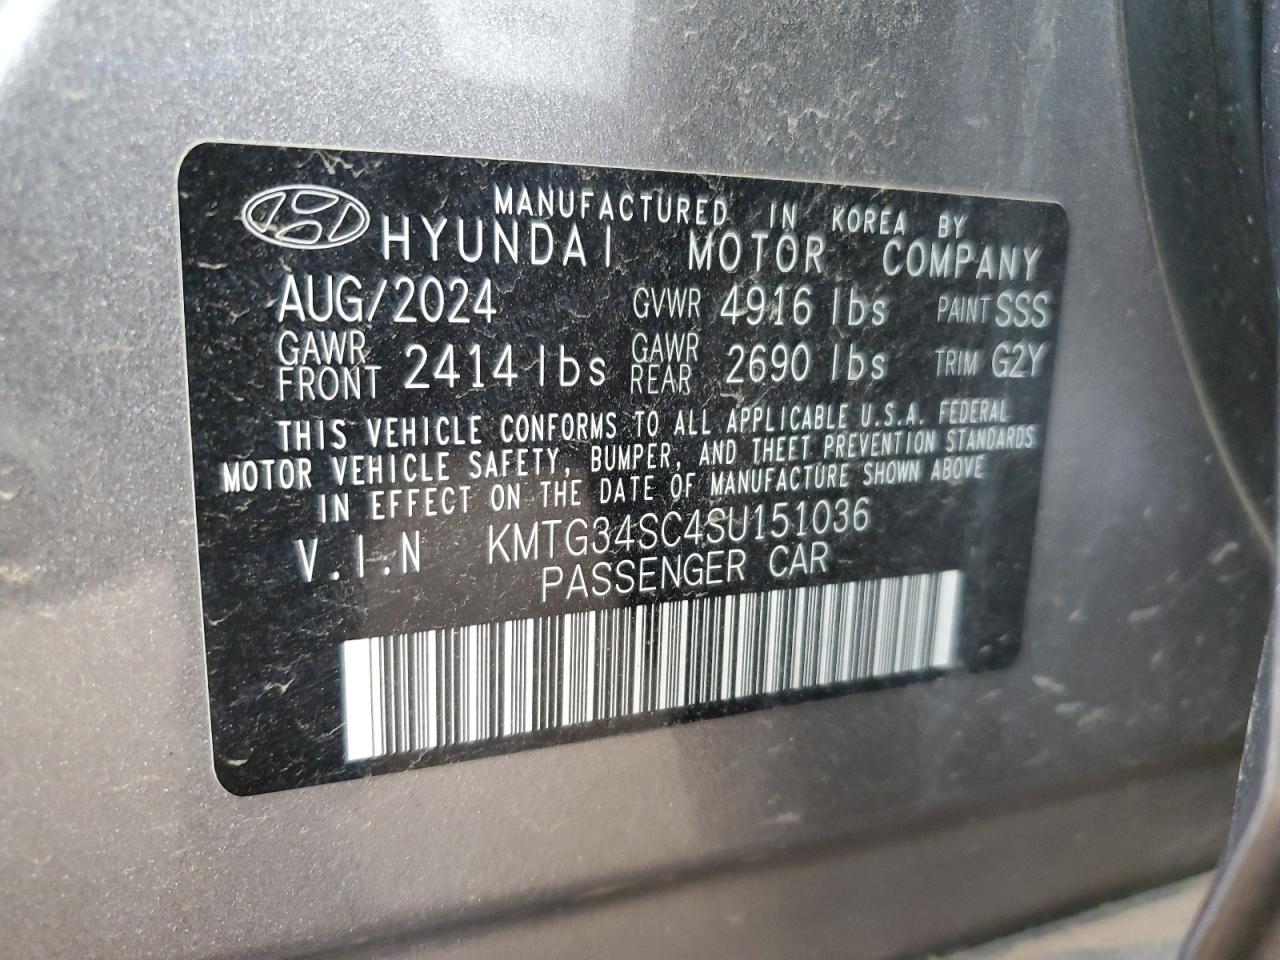 MANUFACTURED IN KOREA BY
HYUNDAI MOTOR COMPANY
AUG/2024 GVWR 4916 lbs PAINT SSS
GAWR FRONT 2414 lbs GAWR REAR 2690 lbs TRIM G2Y
THIS VEHICLE CONFORMS TO ALL APPLICABLE U.S.A. FEDERAL
MOTOR VEHICLE SAFETY, BUMPER, AND THEFT PREVENTION STANDARDS
IN EFFECT ON THE DATE OF MANUFACTURE SHOWN ABOVE
V.I.N KMTG34SC4SU151036
PASSENGER CAR